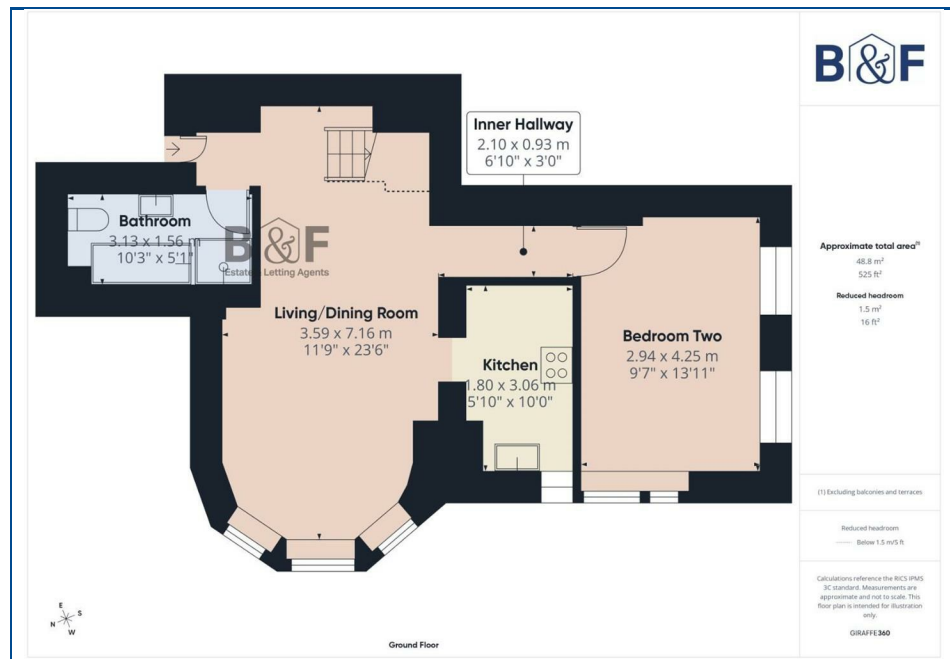 B&F
Inner Hallway
2.10 x 0.93 m
6'10" x 3'0"
Bathroom
3.13 x 1.56 m
10'3" x 5'1"
B&F
Estate & Letting Agents
Living/Dining Room
3.59 x 7.16 m
11'9" x 23'6"
Kitchen
1.80 x 3.06 m
5'10" x 10'0"
Bedroom Two
2.94 x 4.25 m
9'7" x 13'11"
Approximate total area(1)
48.8 m²
525 ft²
Reduced headroom
1.5 m²
16 ft²
(1) Excluding balconies and terraces
Reduced headroom
Below 1.5 m/5 ft
Calculations reference the RICS IPMS
3C standard. Measurements are
approximate and not to scale. This
floor plan is intended for illustration
only.
GIRAFFE360
E
S
N
W
Ground Floor